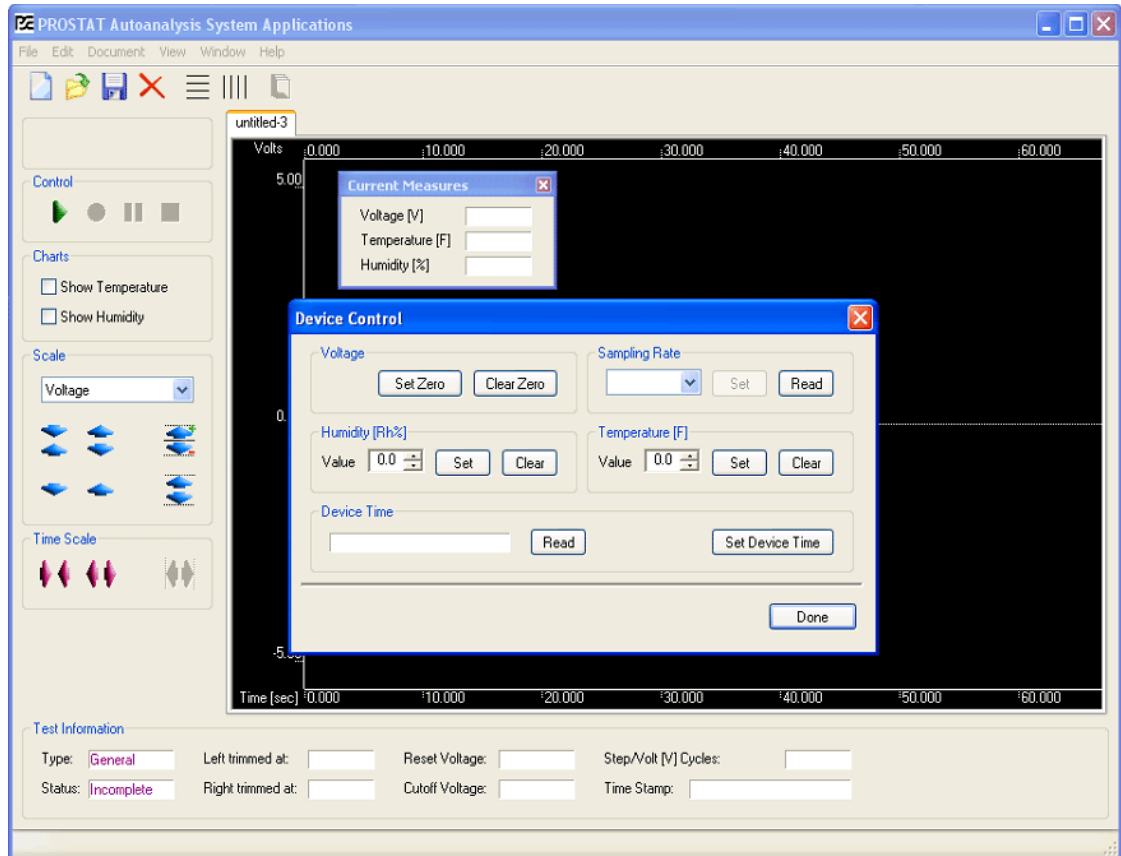 PROSTAT Autoanalysis System Applications
File Edit Document View Window Help
untitled-3
Volts 0.000 10.000 20.000 30.000 40.000 50.000 60.000
5.00
Control
Current Measures
Voltage [V]
Temperature [F]
Humidity [%]
Charts
Show Temperature
Show Humidity
Device Control
Voltage Sampling Rate
Set Zero Clear Zero Set Read
Scale
Voltage
0.
Humidity [Rh%] Temperature [F]
Value 0.0 Set Clear Value 0.0 Set Clear
Device Time
Read Set Device Time
Time Scale
Done
-5.00
Time [sec] 0.000 10.000 20.000 30.000 40.000 50.000 60.000
Test Information
Type: General Left trimmed at: Reset Voltage: Step/Volt [V] Cycles:
Status: Incomplete Right trimmed at: Cutoff Voltage: Time Stamp: